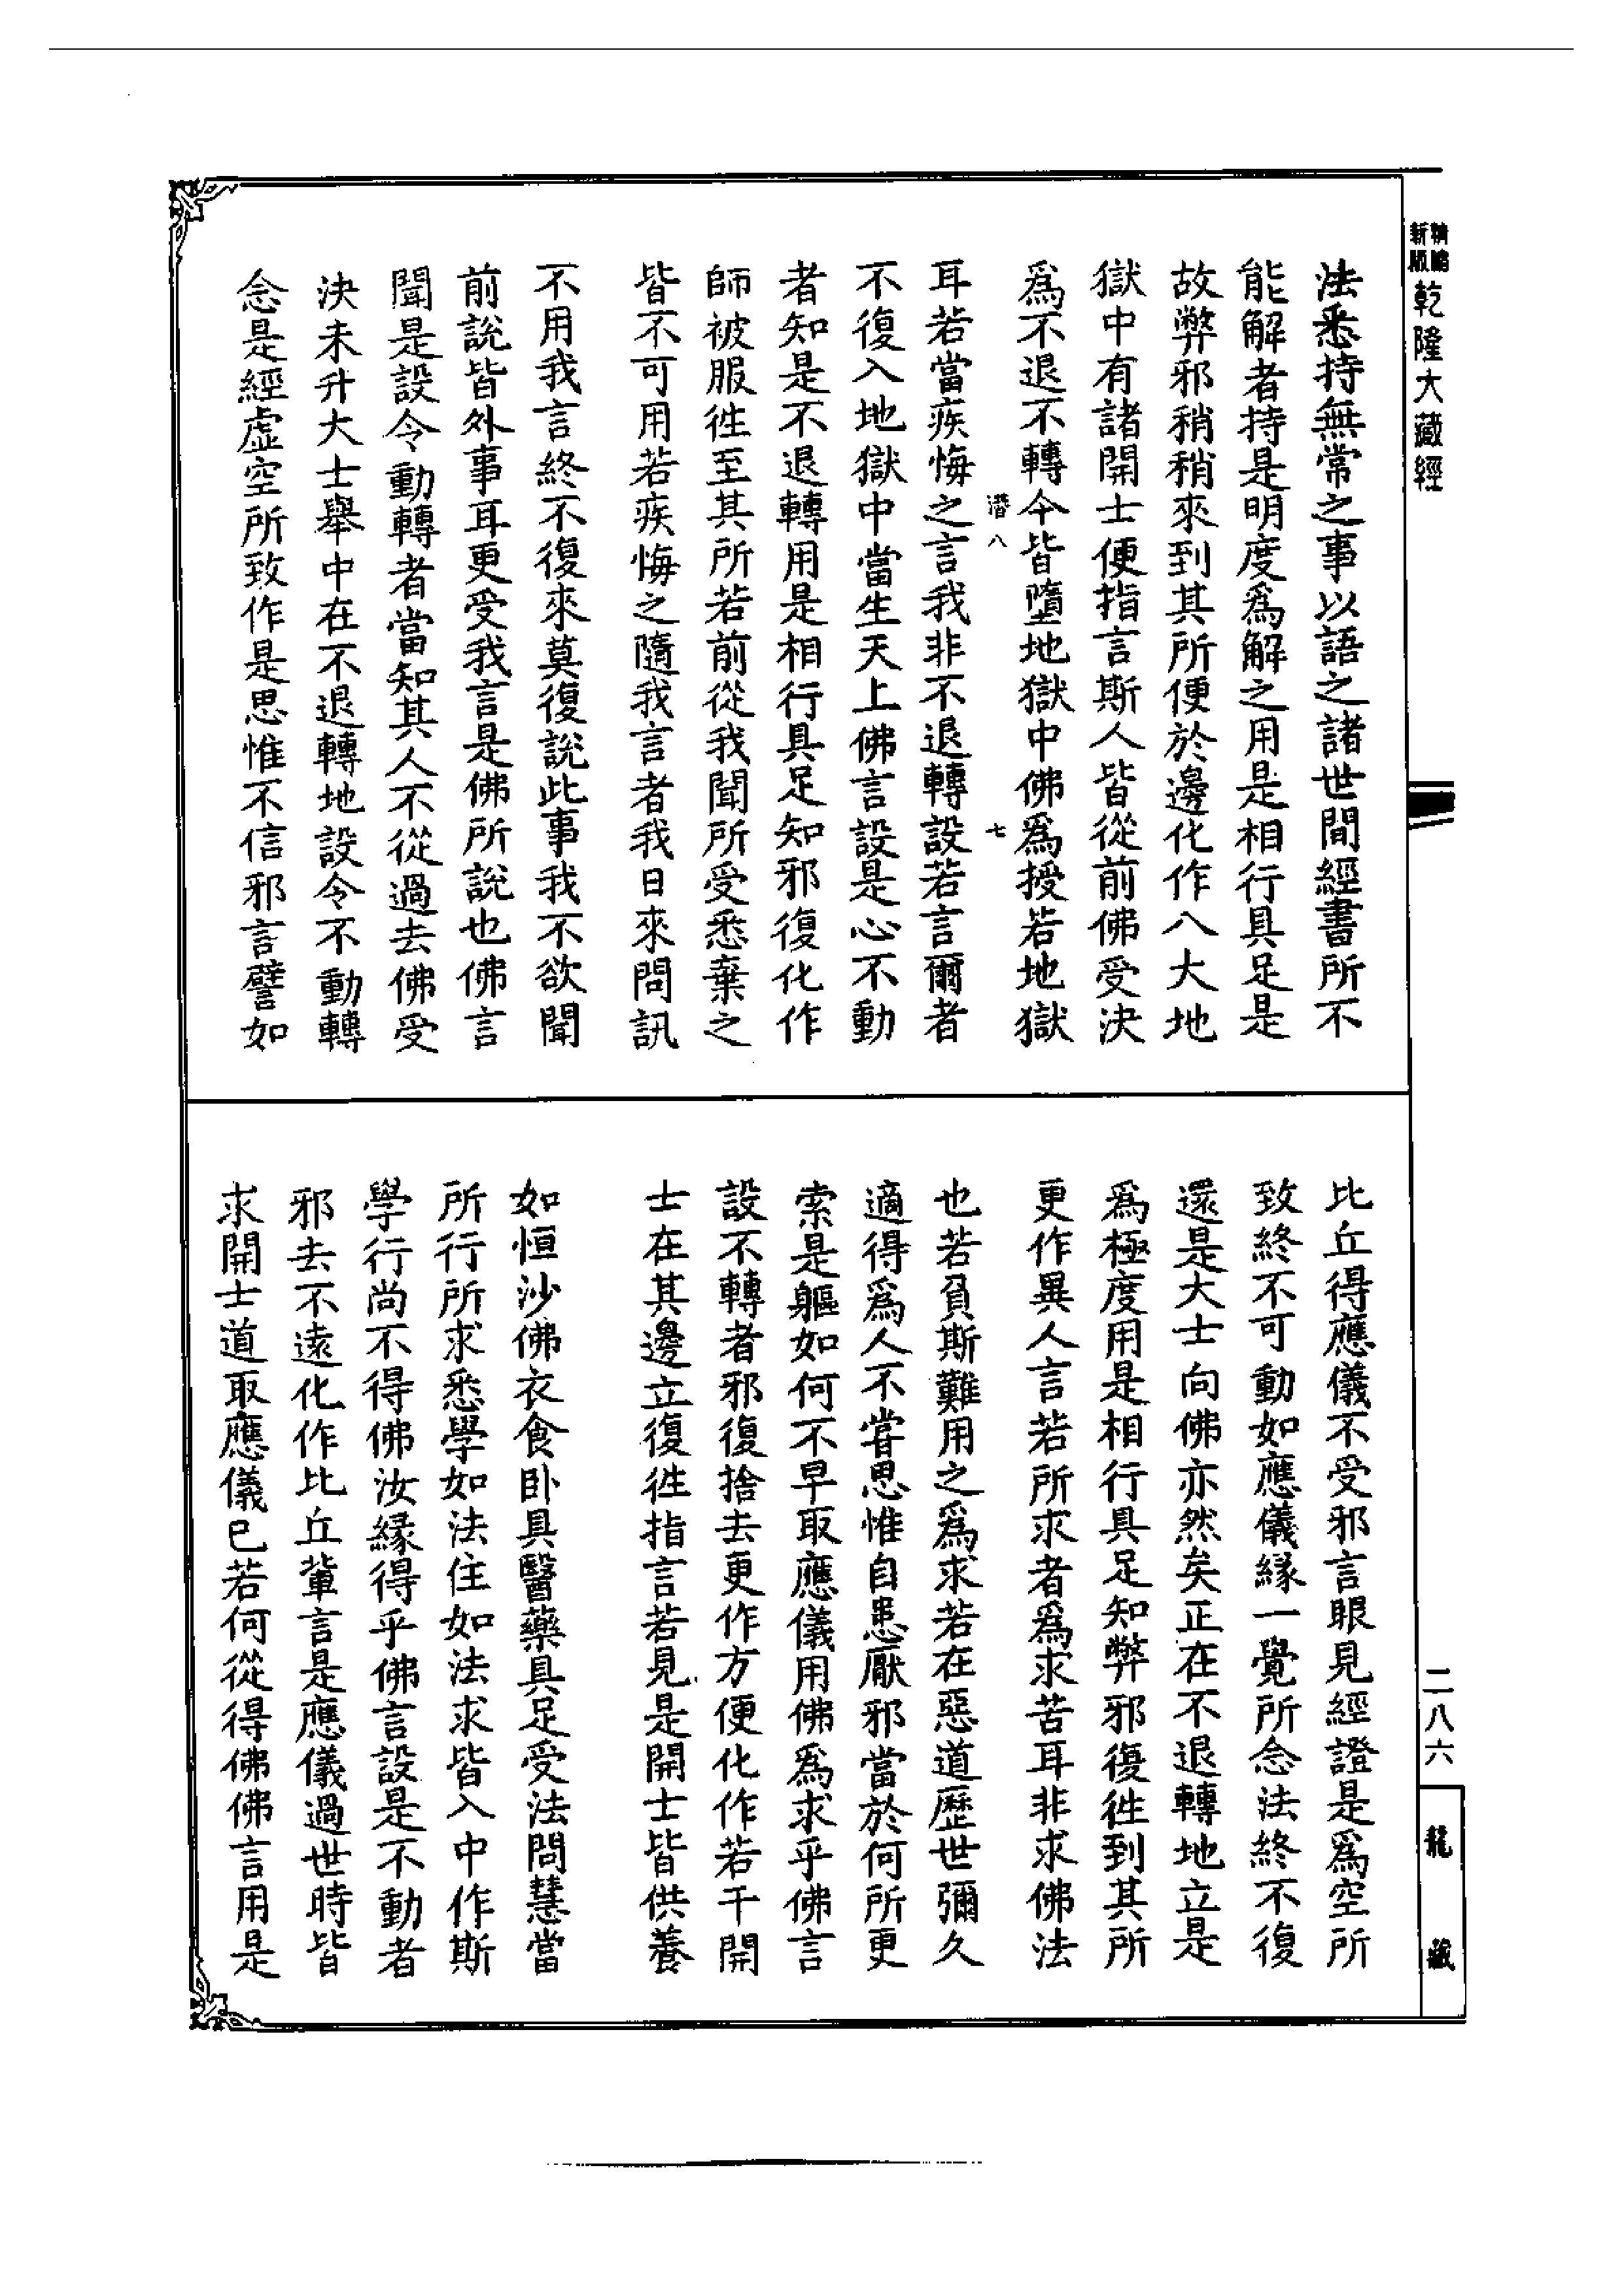 新版精縮乾隆大藏經
法悉持無常之事以語之諸世間經書所不
能解者持是明度爲解之用是相行具足是
故弊邪稍稍來到其所便於邊化作八大地
獄中有諸開士便指言斯人皆從前佛受決
爲不退不轉今皆墮地獄中佛爲授若地獄
潛八 七
耳若當疾悔之言我非不退轉設若言爾者
不復入地獄中當生天上佛言設是心不動
者知是不退轉用是相行具足知邪復化作
師被服徃至其所若前從我聞所受悉棄之
皆不可用若疾悔之隨我言者我日來問訊
不用我言終不復來莫復說此事我不欲聞
前說皆外事耳更受我言是佛所說也佛言
聞是設令動轉者當知其人不從過去佛受
決未升大士舉中在不退轉地設令不動轉
念是經虛空所致作是思惟不信邪言譬如
比丘得應儀不受邪言眼見經證是爲空所
致終不可動如應儀緣一覺所念法終不復
還是大士向佛亦然矣正在不退轉地立是
爲極度用是相行具足知弊邪復徃到其所
更作異人言若所求者爲求苦耳非求佛法
也若負斯難用之爲求若在惡道歷世彌久
適得爲人不甞思惟自患厭邪當於何所更
索是軀如何不早取應儀用佛爲求乎佛言
設不轉者邪復捨去更作方便化作若干開
士在其邊立復徃指言若見是開士皆供養
如恒沙佛衣食卧具醫藥具足受法問慧當
所行所求悉學如法住如法求皆入中作斯
學行尚不得佛汝緣得乎佛言設是不動者
邪去不遠化作比丘輩言是應儀過世時皆
求開士道取應儀已若何從得佛佛言用是
二八六
龍藏